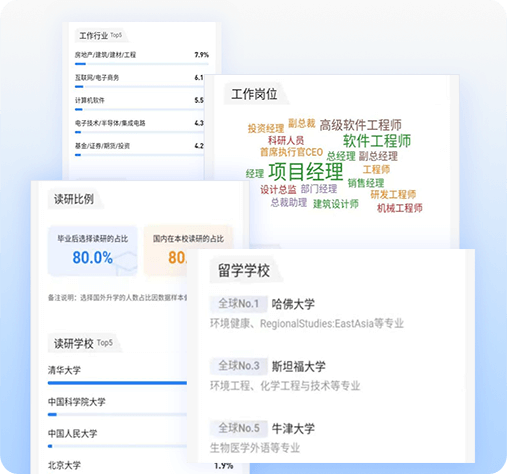 工作行业 Top5
房地产/建筑/建材/工程 7.9%
互联网/电子商务 6.1
计算机软件 5.5
电子技术/半导体/集成电路 4.3
基金/证券/期货/投资 4.2
工作岗位
投资经理 副总裁 高级软件工程师
科研人员 软件工程师
首席执行官CEO 总经理 副总经理
经理 项目经理 工程师
销售经理
设计总监 部门经理 研发工程师
总裁助理 建筑设计师 机械工程师
读研比例
毕业后选择读研的占比 国内在本校读研的占比
80.0% 80.
备注说明：选择国外升学的人数占比因数据样本
读研学校 Top5
清华大学
中国科学院大学
中国人民大学
北京大学 1.9%
留学学校
全球No.1 哈佛大学
环境健康、RegionalStudies:EastAsia等专业
全球No.3 斯坦福大学
环境工程、化学工程与技术等专业
全球No.5 牛津大学
生物医学外语等专业